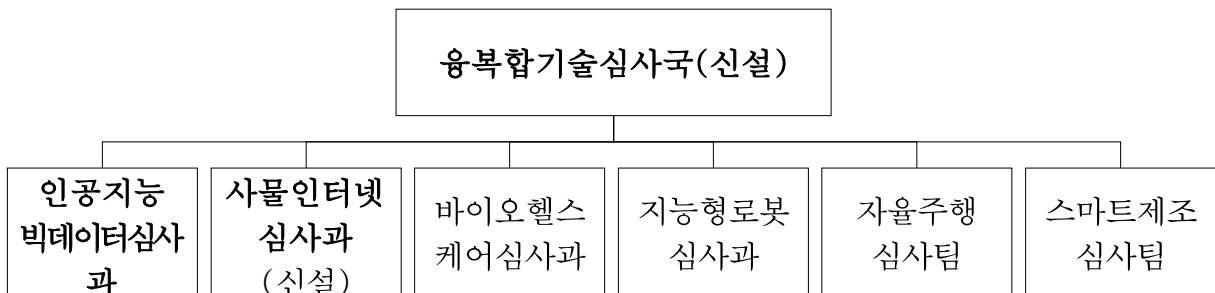 융복합기술심사국(신설)
인공지능
빅데이터심사
과
사물인터넷
심사과
(신설)
바이오헬스
케어심사과
지능형로봇
심사과
자율주행
심사팀
스마트제조
심사팀